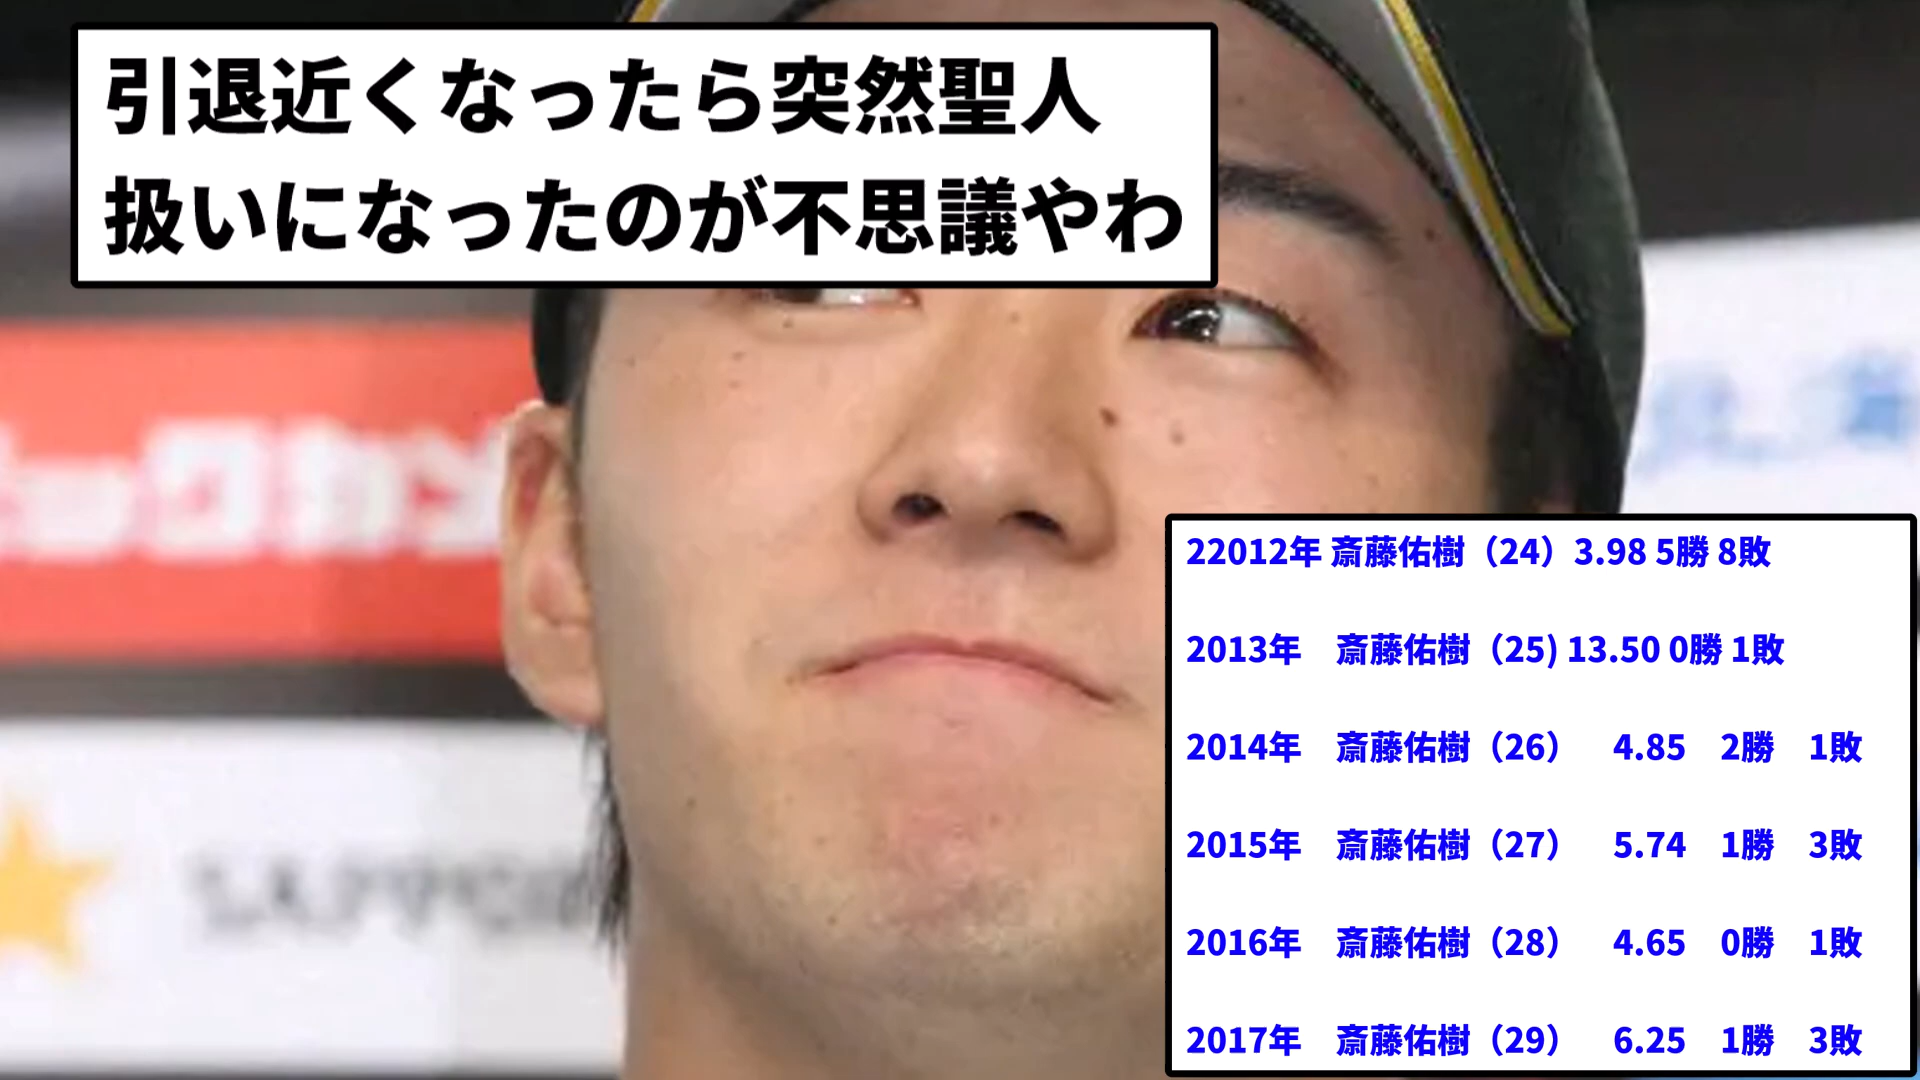 引退近くなったら突然聖人
扱いになったのが不思議やわ
22012年 斎藤佑樹（24）3.98 5勝 8敗
2013年　斎藤佑樹（25) 13.50 0勝 1敗
2014年　斎藤佑樹（26）　4.85　2勝　1敗
2015年　斎藤佑樹（27）　5.74　1勝　3敗
2016年　斎藤佑樹（28）　4.65　0勝　1敗
2017年　斎藤佑樹（29）　6.25　1勝　3敗